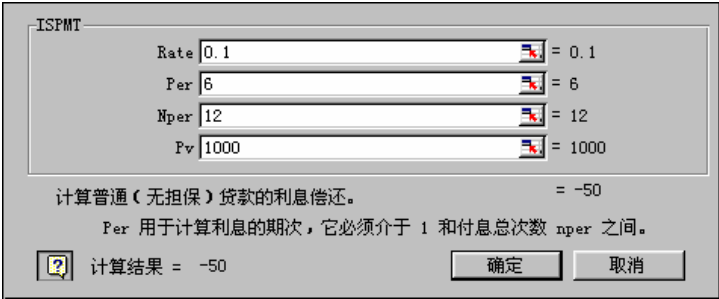 ISPMT
Rate 0.1 = 0.1
Per 6 = 6
Nper 12 = 12
Pv 1000 = 1000
= -50
计算普通(无担保)贷款的利息偿还。
Per 用于计算利息的期次,它必须介于 1 和付息总次数 nper 之间。
计算结果 = -50 确定 取消